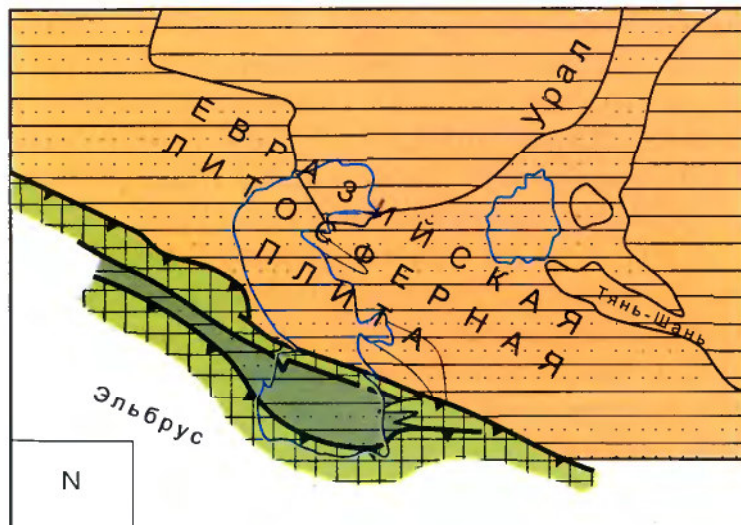 Урал
ЕВРАЗИЙСКАЯ
ЛИТОСФЕРНАЯ
ПЛИТА
Тянь-Шань
Эльбрус
N